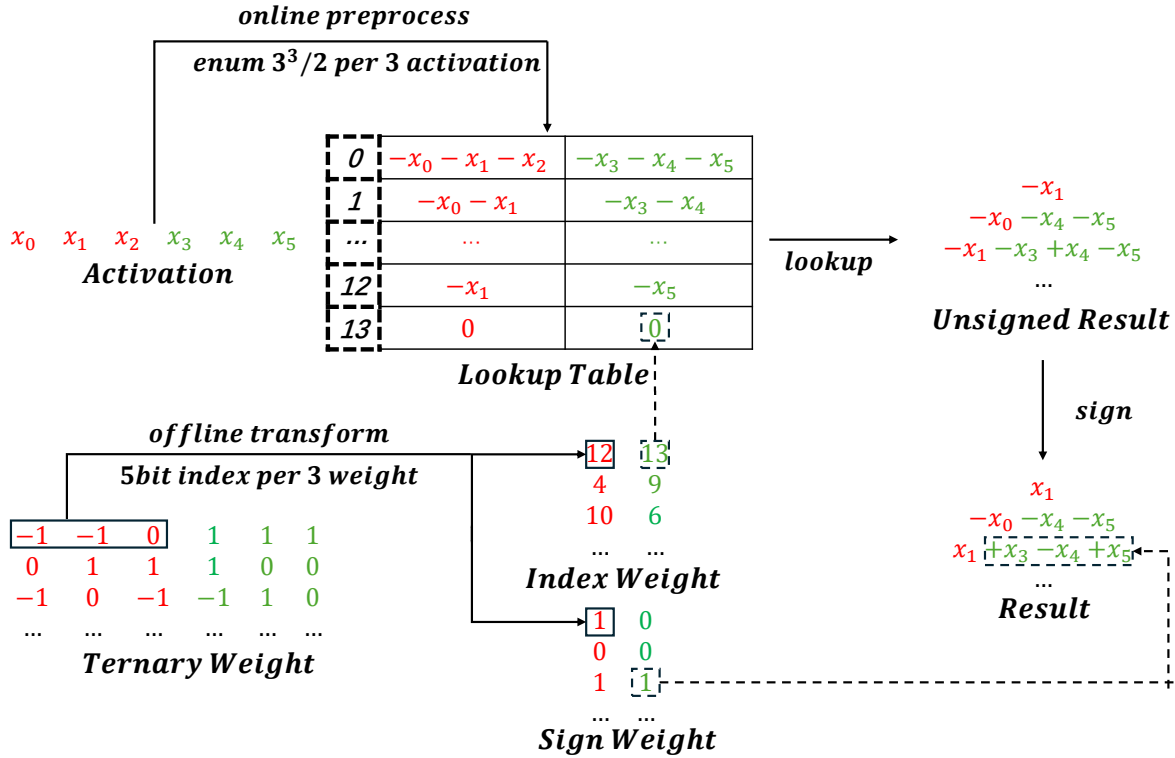 online preprocess
enum 3³/2 per 3 activation
0 −x₀ − x₁ − x₂ −x₃ − x₄ − x₅
1 −x₀ − x₁ −x₃ − x₄
... ... ...
12 −x₁ −x₅
13 0 0
Lookup Table
x₀ x₁ x₂ x₃ x₄ x₅
Activation
lookup
−x₁
−x₀ −x₄ −x₅
−x₁ −x₃ +x₄ −x₅
...
Unsigned Result
sign
x₁
−x₀ −x₄ −x₅
x₁ +x₃ −x₄ +x₅
...
Result
offline transform
5bit index per 3 weight
−1 −1 0 1 1 1
0 1 1 1 0 0
−1 0 −1 −1 1 0
... ... ... ... ... ...
Ternary Weight
12 13
4 9
10 6
... ...
Index Weight
1 0
0 0
1 1
... ...
Sign Weight